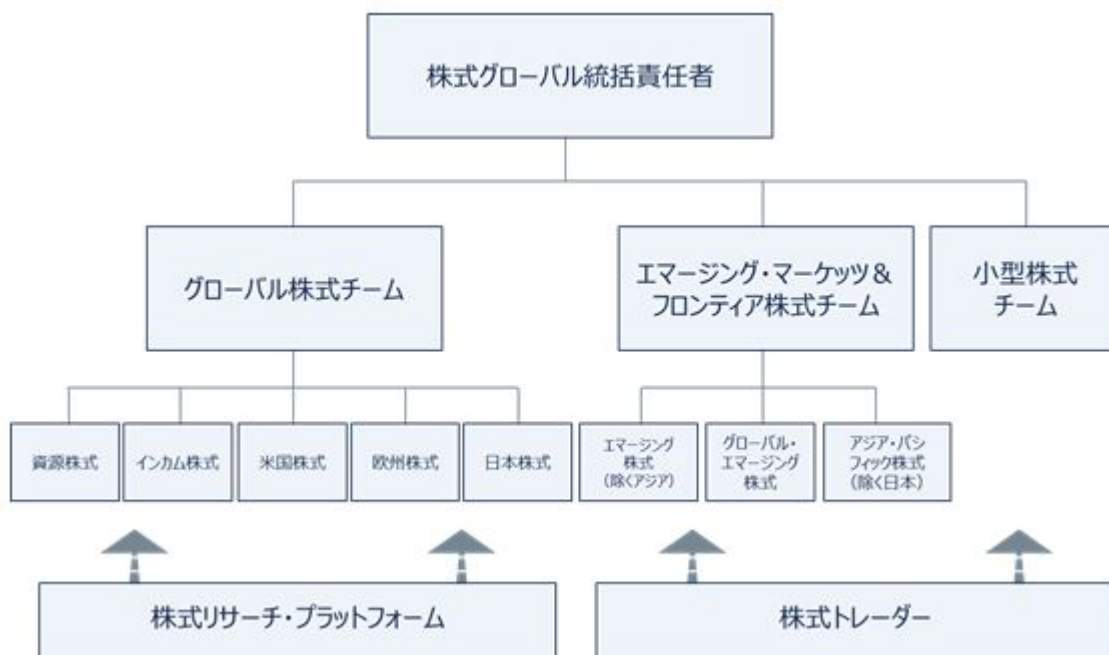 株式グローバル統括責任者
グローバル株式チーム
エマージング・マーケッツ＆
フロンティア株式チーム
小型株式
チーム
資源株式
インカム株式
米国株式
欧州株式
日本株式
エマージング
株式
(除くアジア)
グローバル・
エマージング
株式
アジア・パシ
フィック株式
(除く日本)
株式リサーチ・プラットフォーム
株式トレーダー